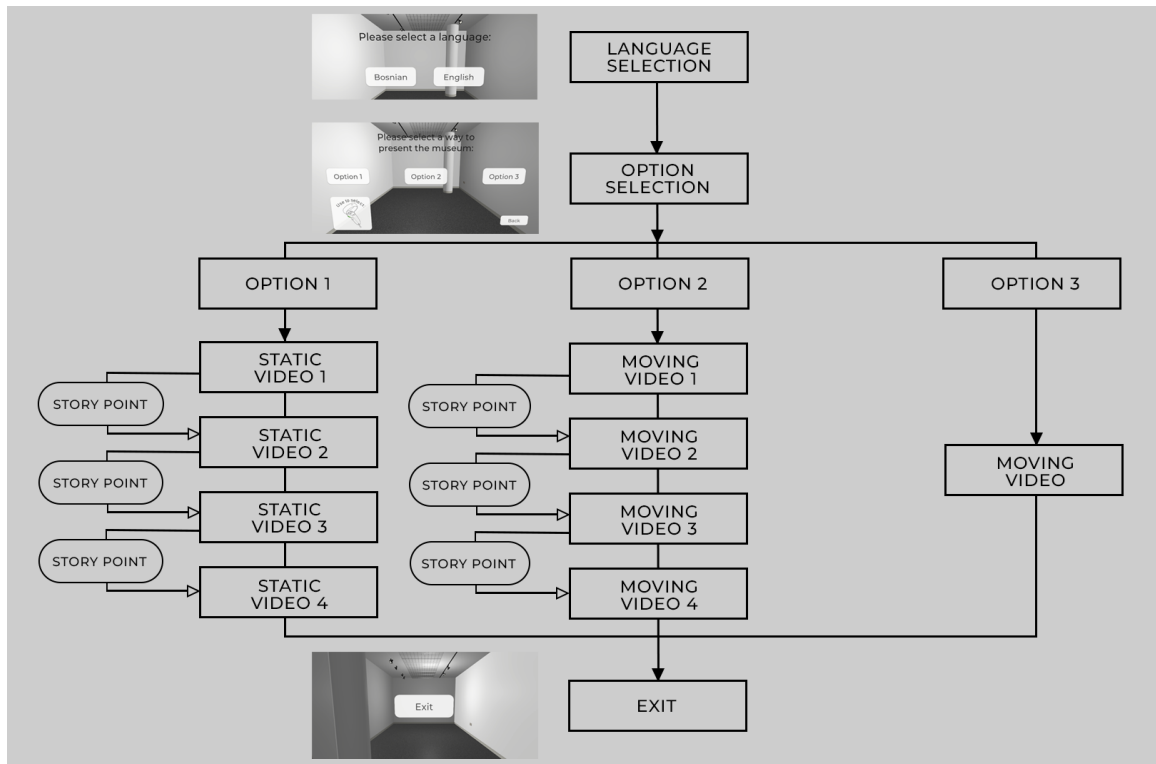 Please select a language:
Bosnian
English
LANGUAGE
SELECTION
Please select a way to
present the museum:
Option 1
Option 2
Option 3
Back
OPTION
SELECTION
OPTION 1
OPTION 2
OPTION 3
STATIC
VIDEO 1
MOVING
VIDEO 1
STORY POINT
STORY POINT
STATIC
VIDEO 2
MOVING
VIDEO 2
MOVING
VIDEO
STORY POINT
STORY POINT
STATIC
VIDEO 3
MOVING
VIDEO 3
STORY POINT
STORY POINT
STATIC
VIDEO 4
MOVING
VIDEO 4
Exit
EXIT